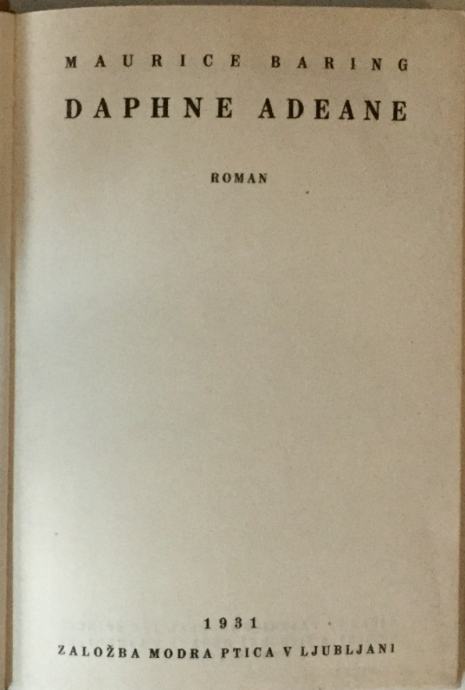 MAURICE BARING
DAPHNE ADEANE
ROMAN
1931
ZALOŽBA MODRA PTICA V LJUBLJANI